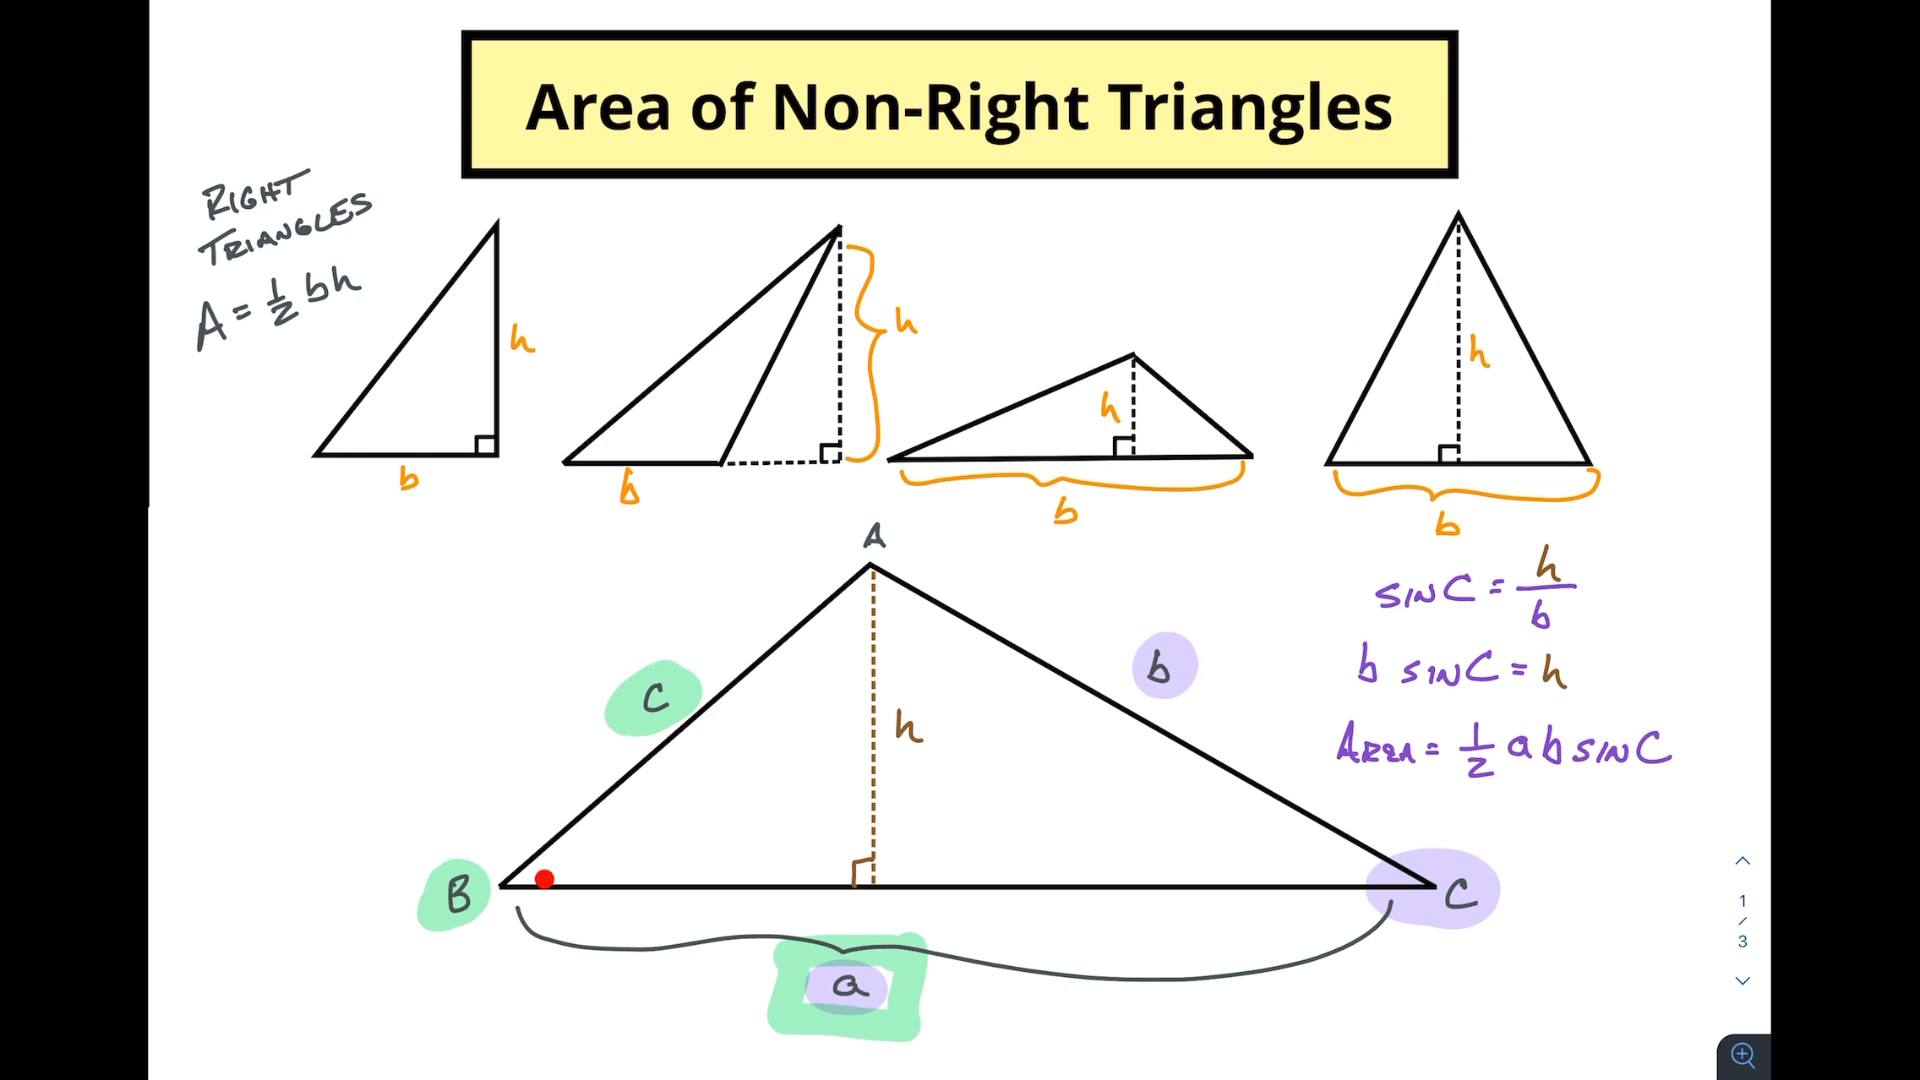 Area of Non-Right Triangles
RIGHT
TRIANGLES
A = 1/2 bh
h
b
h
b
h
b
h
b
A
c
b
h
B
C
a
sin C = h/b
b sin C = h
AREA = 1/2 ab sin C
1
/
3